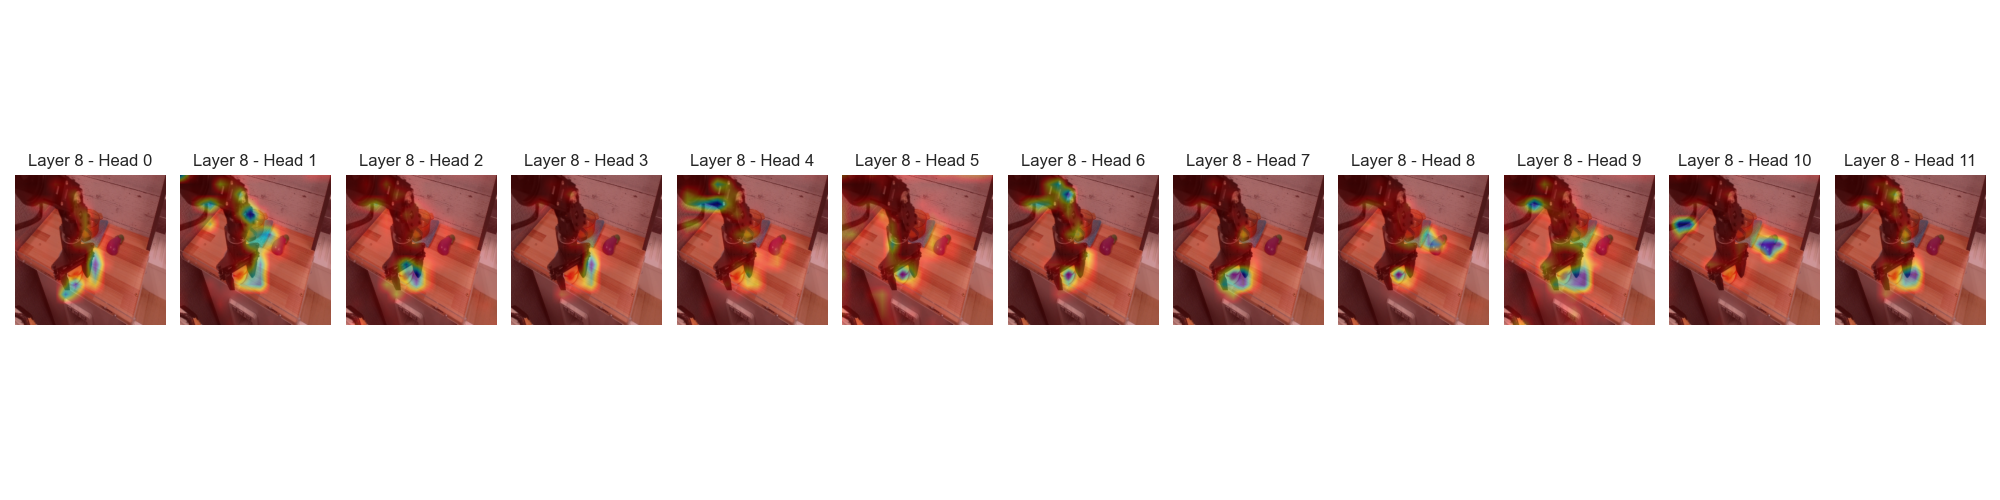 Layer 8 - Head 0
Layer 8 - Head 1
Layer 8 - Head 2
Layer 8 - Head 3
Layer 8 - Head 4
Layer 8 - Head 5
Layer 8 - Head 6
Layer 8 - Head 7
Layer 8 - Head 8
Layer 8 - Head 9
Layer 8 - Head 10
Layer 8 - Head 11